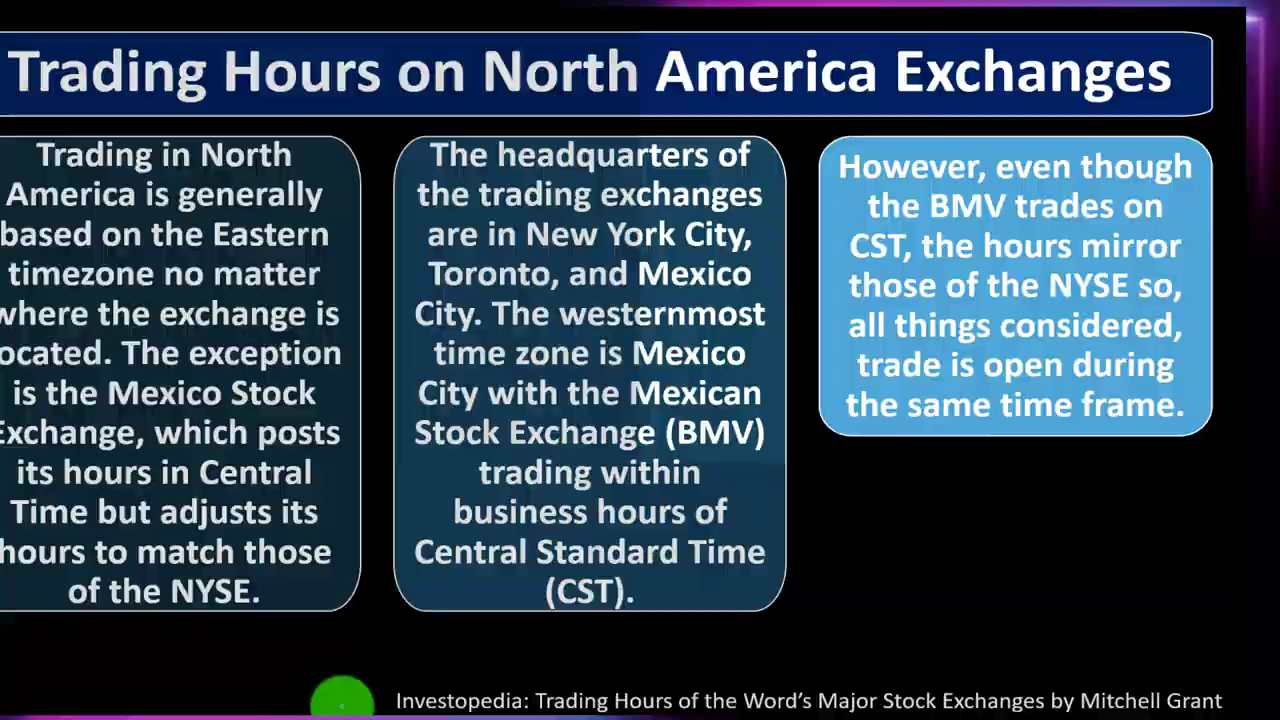 Trading Hours on North America Exchanges
Trading in North
America is generally
based on the Eastern
timezone no matter
where the exchange is
located. The exception
is the Mexico Stock
Exchange, which posts
its hours in Central
Time but adjusts its
hours to match those
of the NYSE.
The headquarters of
the trading exchanges
are in New York City,
Toronto, and Mexico
City. The westernmost
time zone is Mexico
City with the Mexican
Stock Exchange (BMV)
trading within
business hours of
Central Standard Time
(CST).
However, even though
the BMV trades on
CST, the hours mirror
those of the NYSE so,
all things considered,
trade is open during
the same time frame.
Investopedia: Trading Hours of the Word’s Major Stock Exchanges by Mitchell Grant